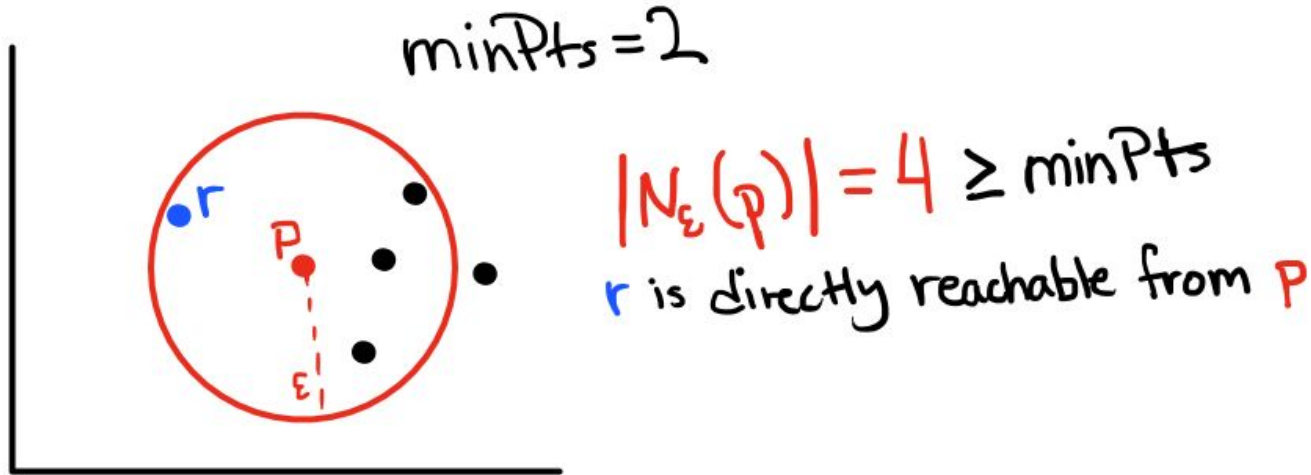 minPts = 2
r
p
ε
|Nε(p)| = 4 ≥ minPts
r is directly reachable from p